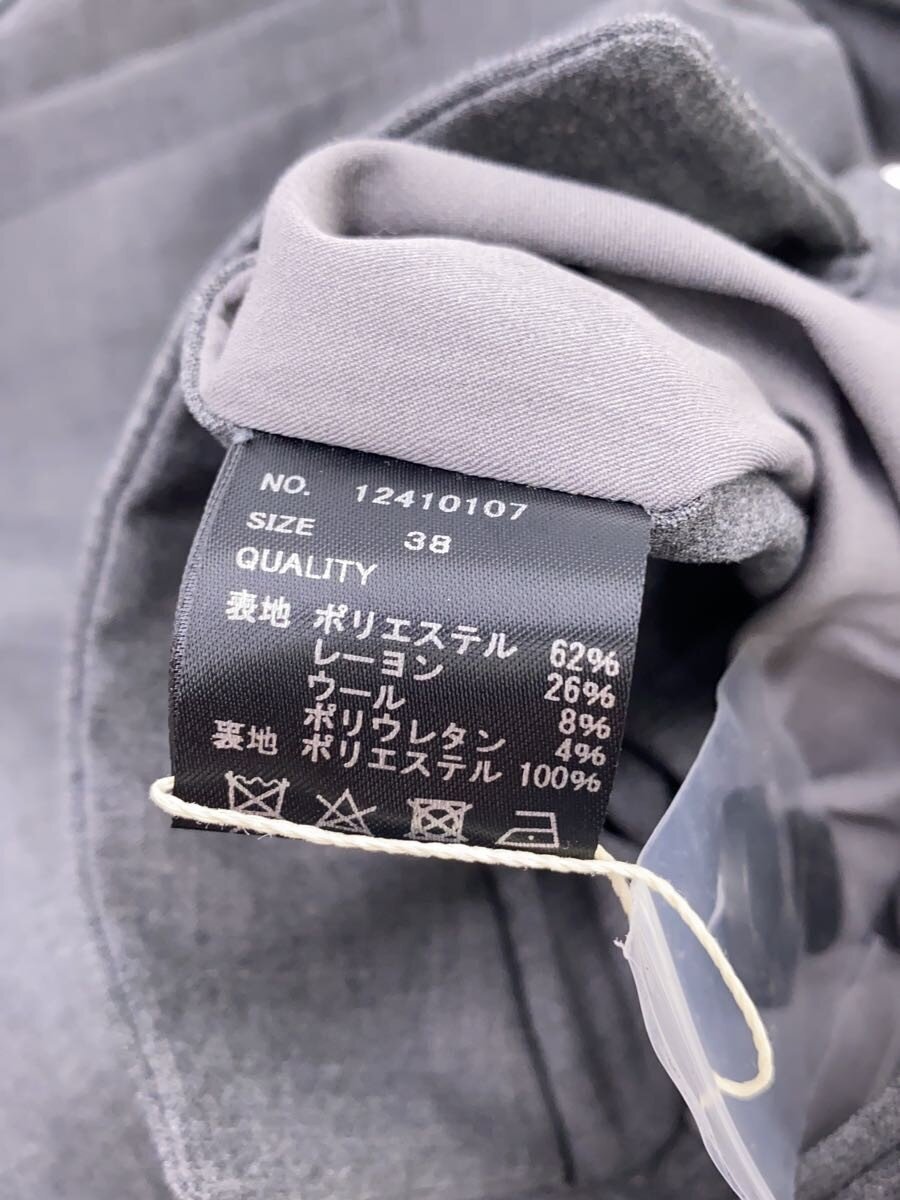 NO. 12410107
SIZE 38
QUALITY
表地 ポリエステル 62%
レーヨン 26%
ウール 8%
ポリウレタン 4%
裏地 ポリエステル 100%